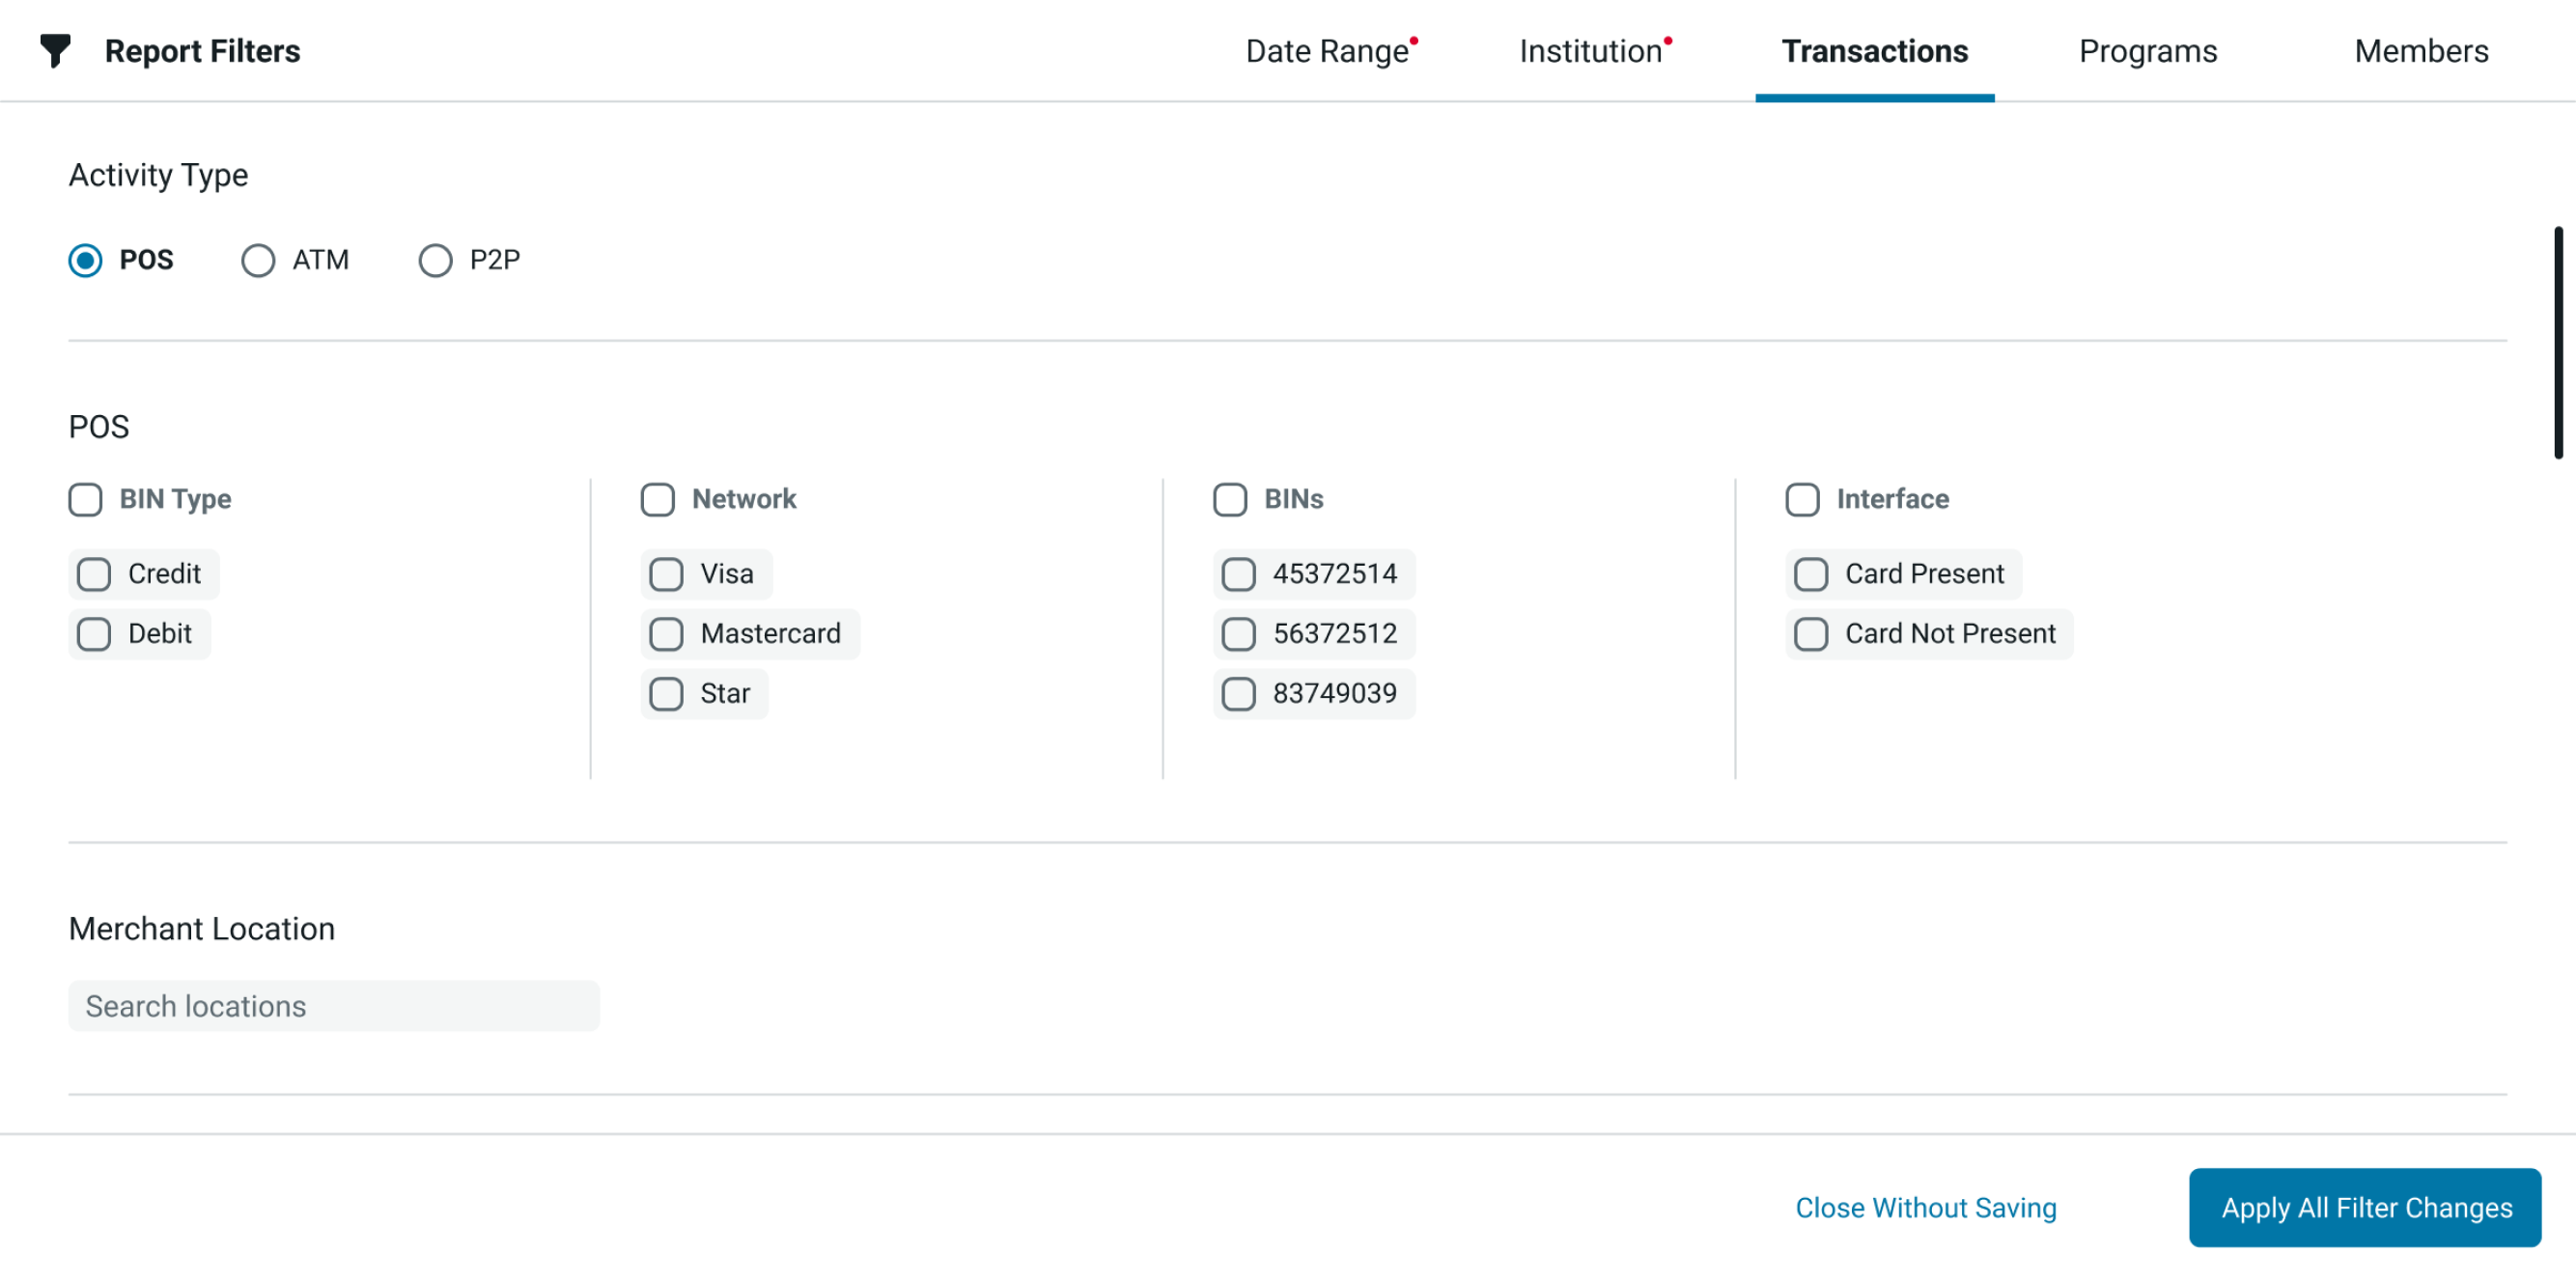 Report Filters
Date Range
Institution
Transactions
Programs
Members
Activity Type
POS
ATM
P2P
POS
BIN Type
Credit
Debit
Network
Visa
Mastercard
Star
BINs
45372514
56372512
83749039
Interface
Card Present
Card Not Present
Merchant Location
Search locations
Close Without Saving
Apply All Filter Changes